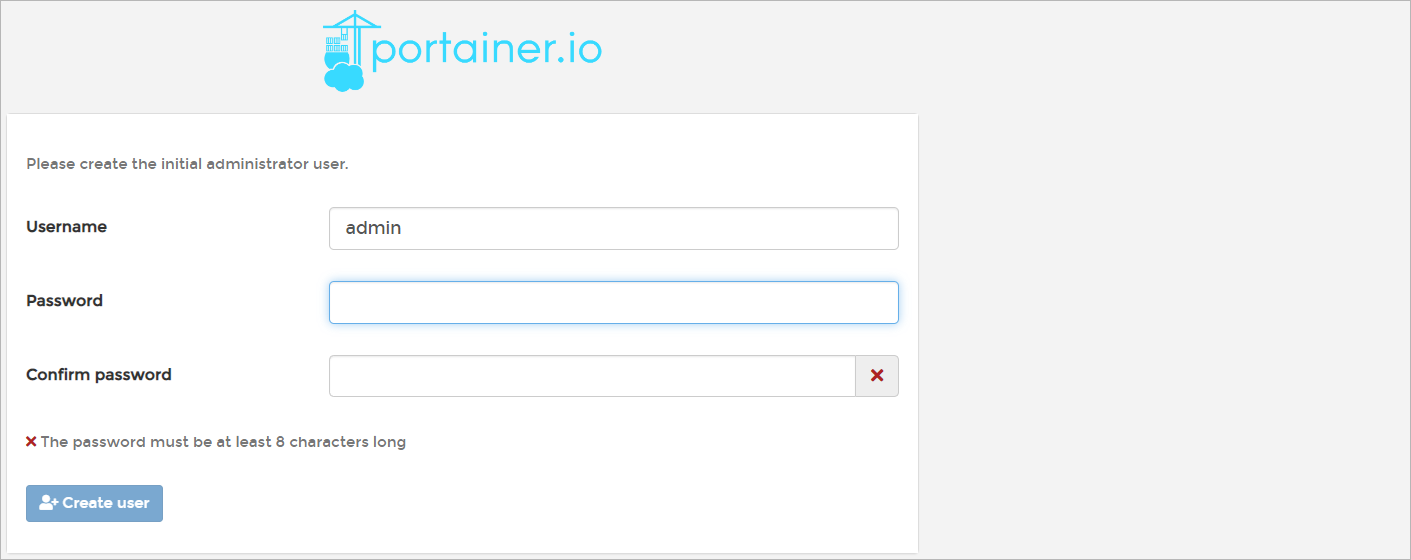 portainer.io
Please create the initial administrator user.
Username
admin
Password
Confirm password
The password must be at least 8 characters long
Create user